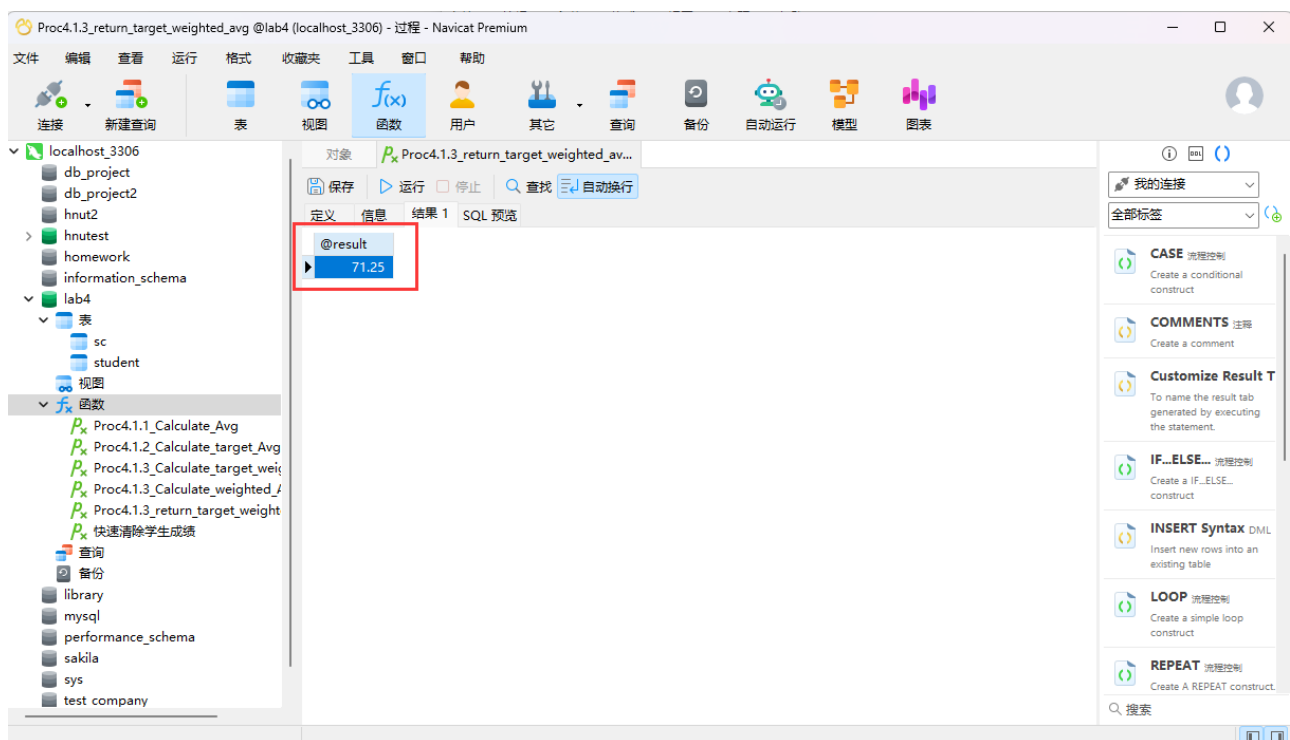 Proc4.1.3_return_target_weighted_avg @lab4 (localhost_3306) - 过程 - Navicat Premium
文件 编辑 查看 运行 格式 收藏夹 工具 窗口 帮助
连接 新建查询 表 视图 函数 用户 其它 查询 备份 自动运行 模型 图表
localhost_3306
db_project
db_project2
hnut2
hnutest
homework
information_schema
lab4
表
sc
student
视图
函数
Proc4.1.1_Calculate_Avg
Proc4.1.2_Calculate_target_Avg
Proc4.1.3_Calculate_target_weig
Proc4.1.3_Calculate_weighted_A
Proc4.1.3_return_target_weight
快速清除学生成绩
查询
备份
library
mysql
performance_schema
sakila
sys
test company
对象 Proc4.1.3_return_target_weighted_av...
保存 运行 停止 查找 自动换行
定义 信息 结果 1 SQL 预览
@result
71.25
DDL
我的连接
全部标签
CASE 流程控制
Create a conditional
construct
COMMENTS 注释
Create a comment
Customize Result T
To name the result tab
generated by executing
the statement.
IF...ELSE... 流程控制
Create a IF...ELSE...
construct
INSERT Syntax DML
Insert new rows into an
existing table
LOOP 流程控制
Create a simple loop
construct
REPEAT 流程控制
Create A REPEAT construct.
搜索